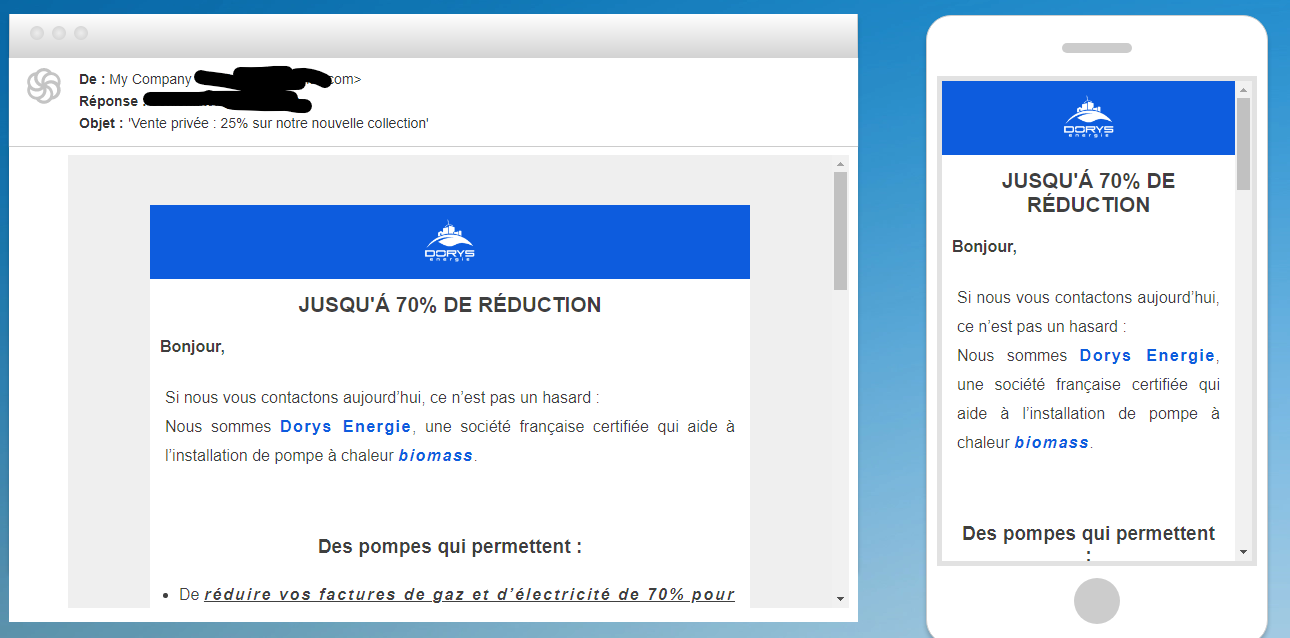 De : My Company com>
Réponse :
Objet : 'Vente privée : 25% sur notre nouvelle collection'
DORYS
energie
JUSQU'Á 70% DE RÉDUCTION
Bonjour,
Si nous vous contactons aujourd’hui, ce n’est pas un hasard :
Nous sommes Dorys Energie, une société française certifiée qui aide à
l’installation de pompe à chaleur biomass.
Des pompes qui permettent :
• De réduire vos factures de gaz et d’électricité de 70% pour
DORYS
energie
JUSQU'Á 70% DE
RÉDUCTION
Bonjour,
Si nous vous contactons aujourd’hui,
ce n’est pas un hasard :
Nous sommes Dorys Energie,
une société française certifiée qui
aide à l’installation de pompe à
chaleur biomass.
Des pompes qui permettent
: